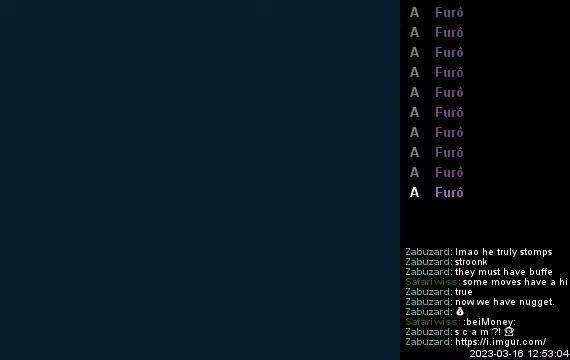 A Furó
A Furó
A Furó
A Furó
A Furó
A Furó
A Furó
A Furó
A Furó
A Furó
Zabuzard: lmao he truly stomps
Zabuzard: stroonk
Zabuzard: they must have buffe
Safariwiss: some moves have a hi
Zabuzard: true
Zabuzard: now we have nugget.
Zabuzard: 💰
Safariwiss: :beiMoney:
Zabuzard: s c a m ?!
Zabuzard: https://i.imgur.com/
2023-03-16 12:53:04